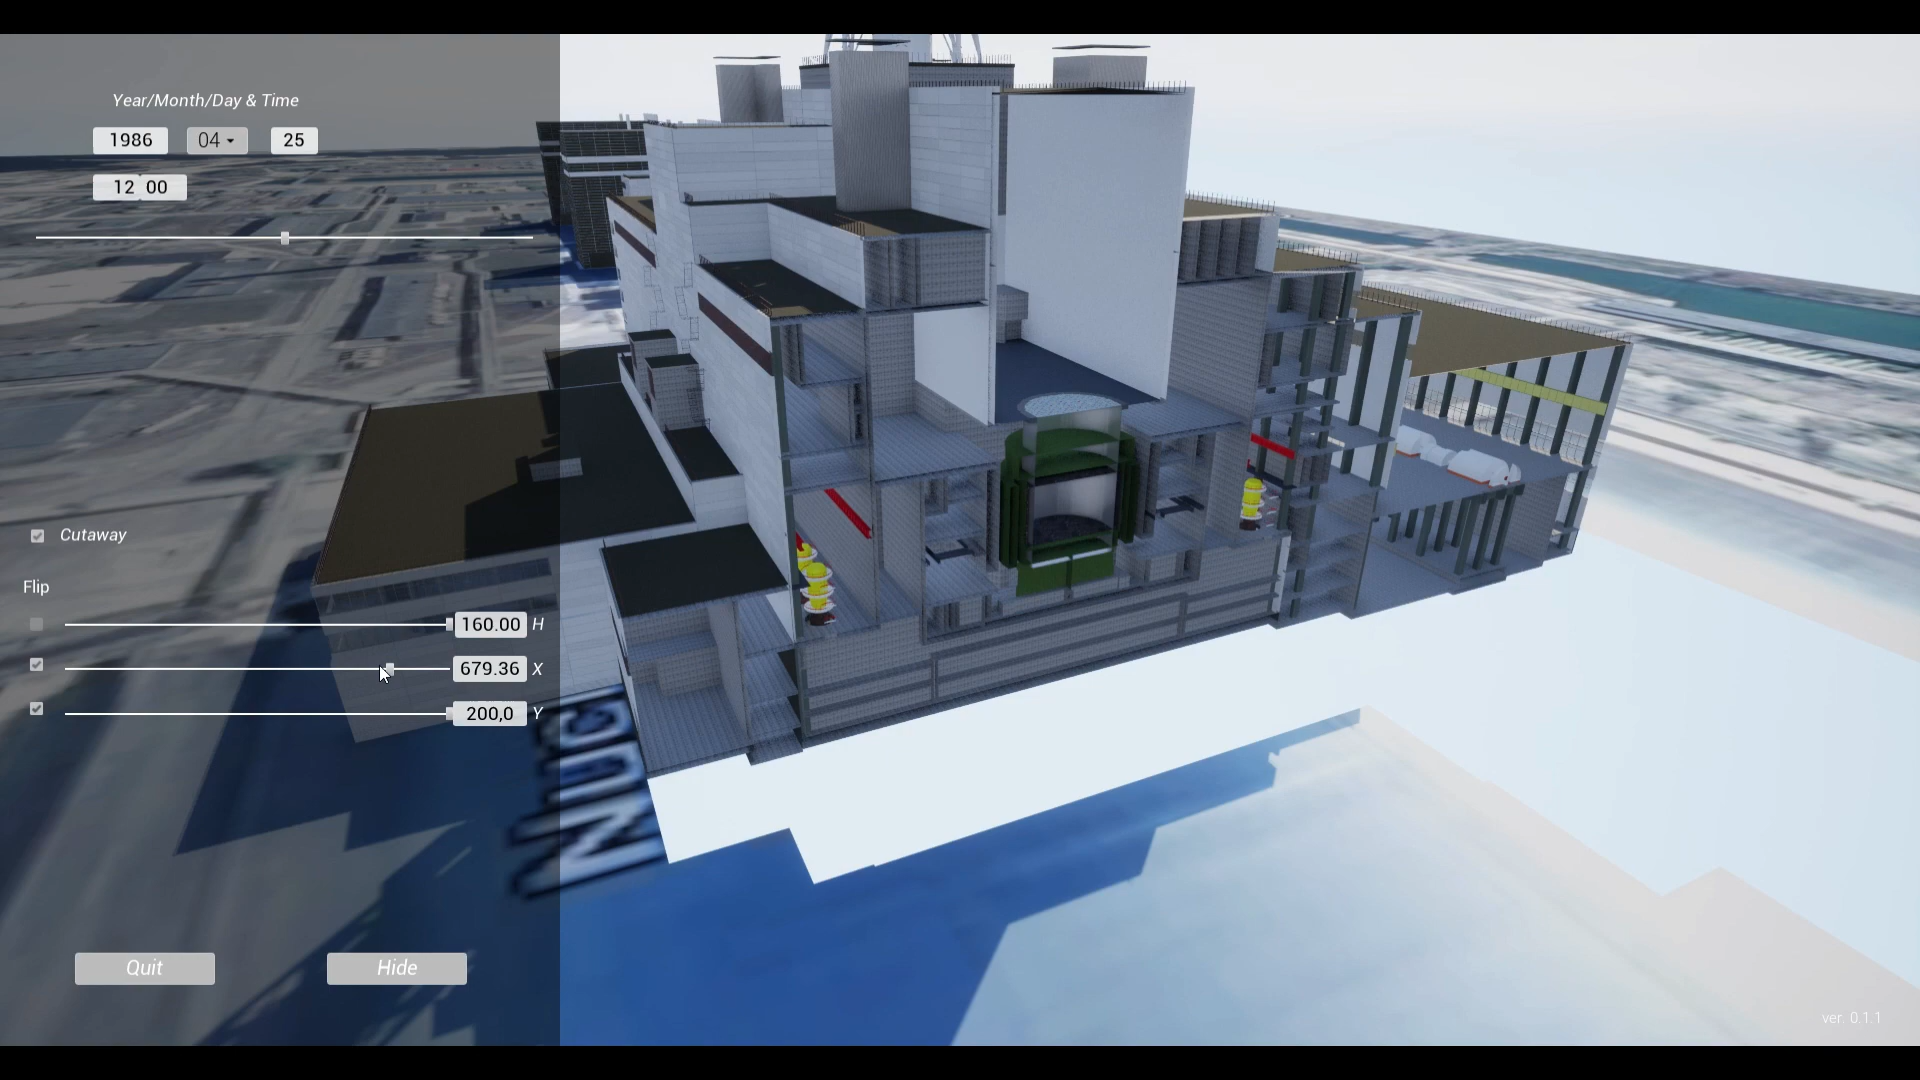 Year/Month/Day & Time
1986 04 25
12 00
Cutaway
Flip
160.00 H
679.36 X
200,0 Y
Quit Hide
ver. 0.1.1